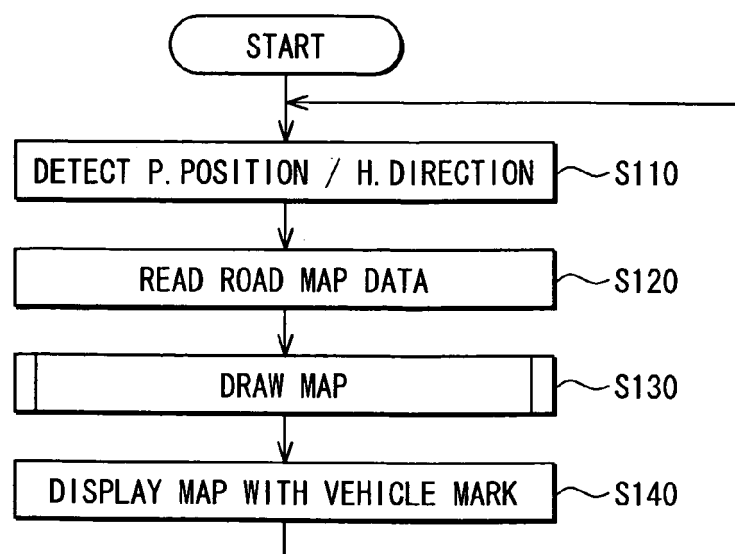 START
DETECT P.POSITION / H.DIRECTION S110
READ ROAD MAP DATA S120
DRAW MAP S130
DISPLAY MAP WITH VEHICLE MARK S140